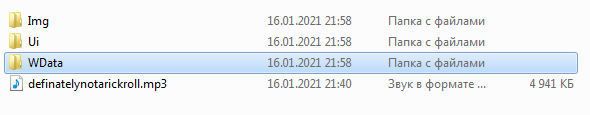 Img 16.01.2021 21:58 Папка с файлами
Ui 16.01.2021 21:58 Папка с файлами
WData 16.01.2021 21:58 Папка с файлами
definatelynotarickroll.mp3 16.01.2021 21:40 Звук в формате ... 4 941 КБ